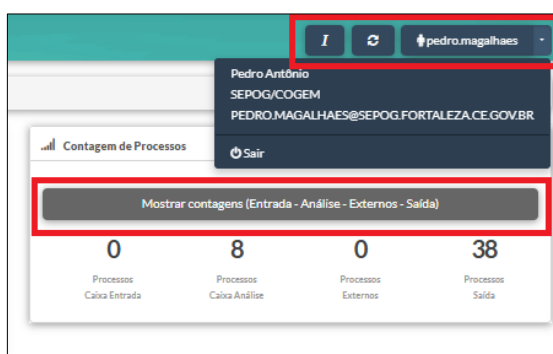 I
pedro.magalhaes
Pedro Antônio
SEPOG/COGEM
PEDRO.MAGALHAES@SEPOG.FORTALEZA.CE.GOV.BR
Sair
Contagem de Processos
Mostrar contagens (Entrada - Análise - Externos - Saída)
0 8 0 38
Processos Processos Processos Processos
Caixa Entrada Caixa Análise Externos Saída